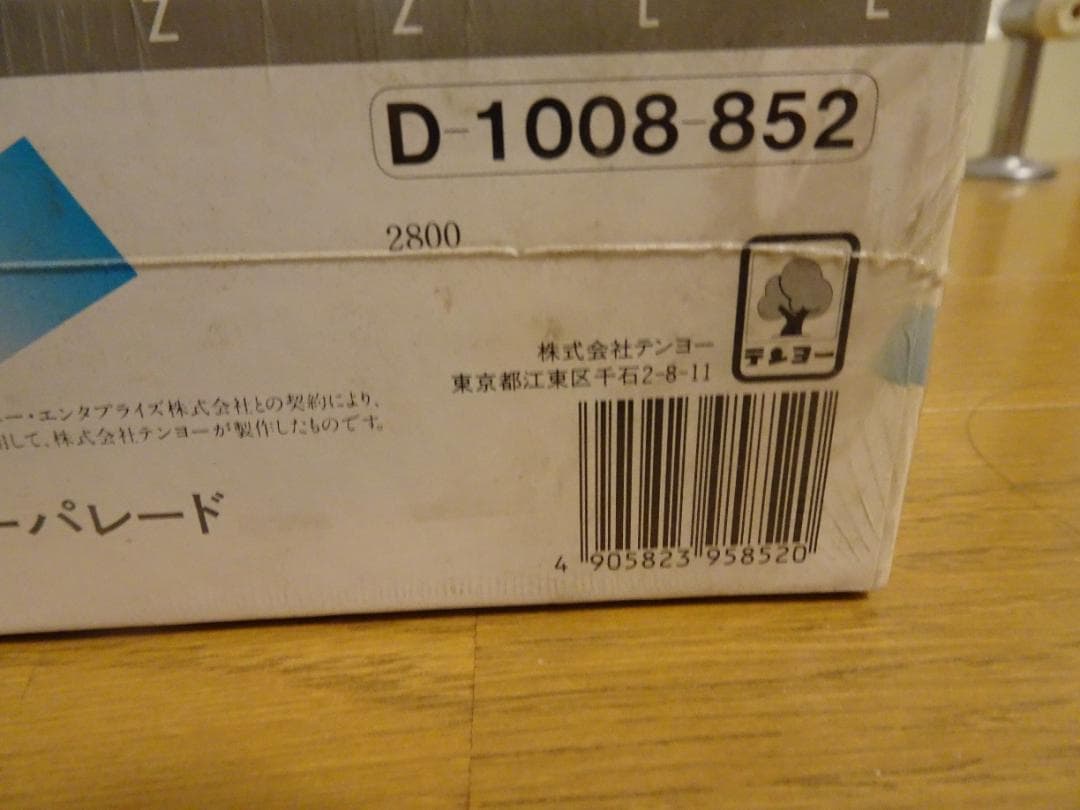 Z Z
D-1008-852
2800
テンヨー
株式会社テンヨー
東京都江東区千石2-8-11
ー・エンタプライズ株式会社との契約により、
して、株式会社テンヨーが製作したものです。
ーパレード
4 905823 958520